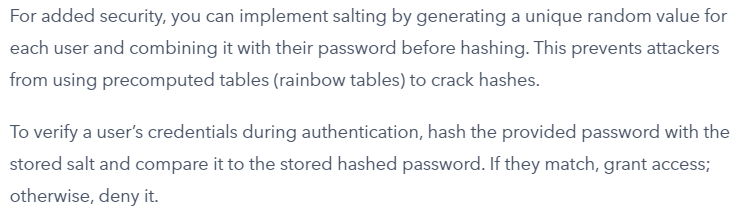 For added security, you can implement salting by generating a unique random value for
each user and combining it with their password before hashing. This prevents attackers
from using precomputed tables (rainbow tables) to crack hashes.
To verify a user’s credentials during authentication, hash the provided password with the
stored salt and compare it to the stored hashed password. If they match, grant access;
otherwise, deny it.